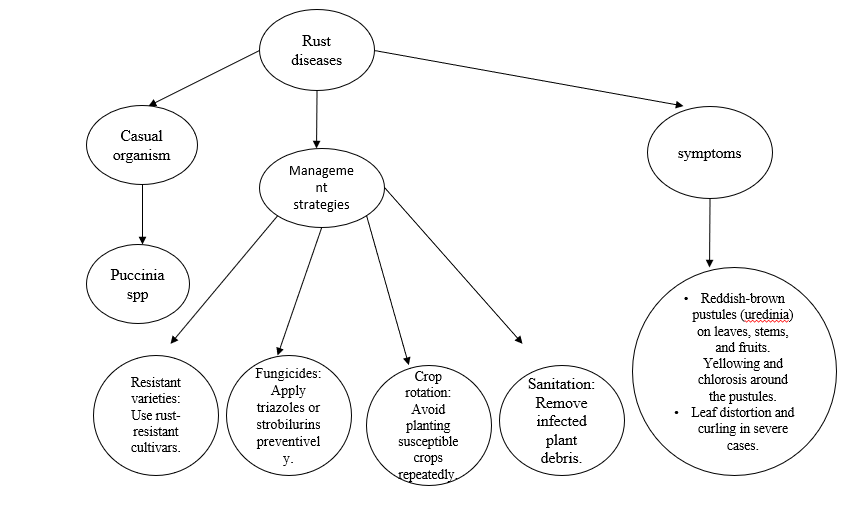 Rust
diseases
Casual
organism
Manageme
nt
strategies
symptoms
Puccinia
spp
Resistant
varieties:
Use rust-
resistant
cultivars.
Fungicides:
Apply
triazoles or
strobilurins
preventivel
y.
Crop
rotation:
Avoid
planting
susceptible
crops
repeatedly.
Sanitation:
Remove
infected
plant
debris.
• Reddish-brown
pustules (uredinia)
on leaves, stems,
and fruits.
Yellowing and
chlorosis around
the pustules.
• Leaf distortion and
curling in severe
cases.